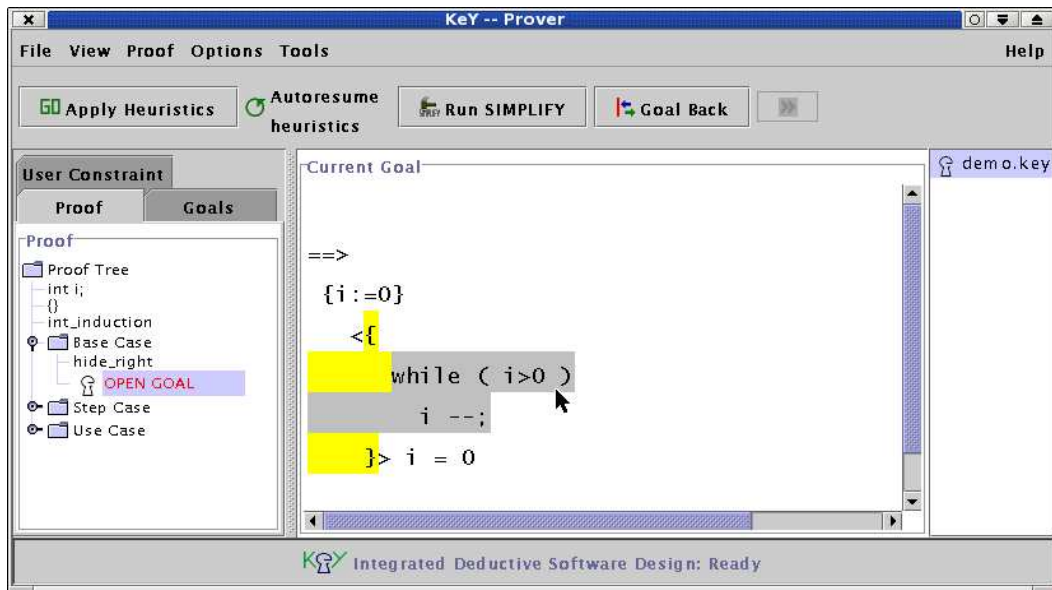 KeY -- Prover
File View Proof Options Tools Help
GO Apply Heuristics
Autoresume
heuristics
Run SIMPLIFY
Goal Back
User Constraint
Proof Goals
Proof
Proof Tree
int i;
{}
int_induction
Base Case
hide_right
OPEN GOAL
Step Case
Use Case
Current Goal
==>
{i:=0}
<{
while ( i>0 )
i --;
}> i = 0
demo.key
KeY Integrated Deductive Software Design: Ready